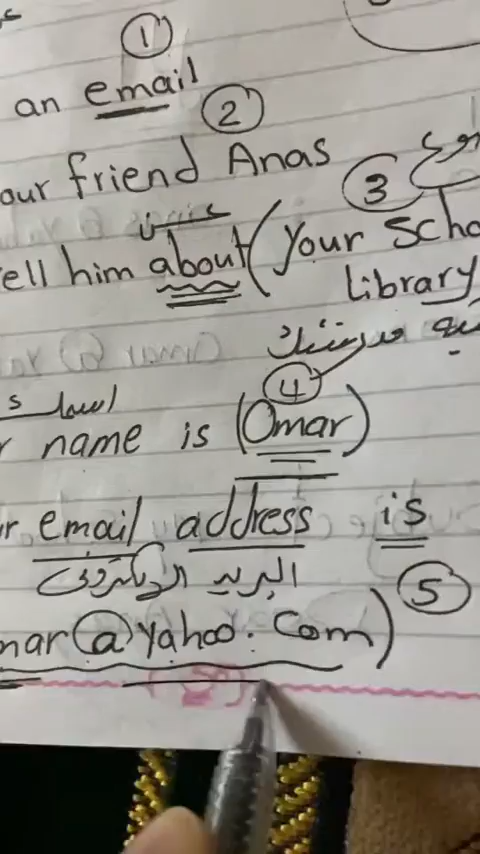 1
an email
2
our friend Anas
3
عن
ell him about (Your Scho
Library
مدرستك
4
name is (Omar)
r email address is
البريد الإلكتروني
5
mar@yahoo.Com)